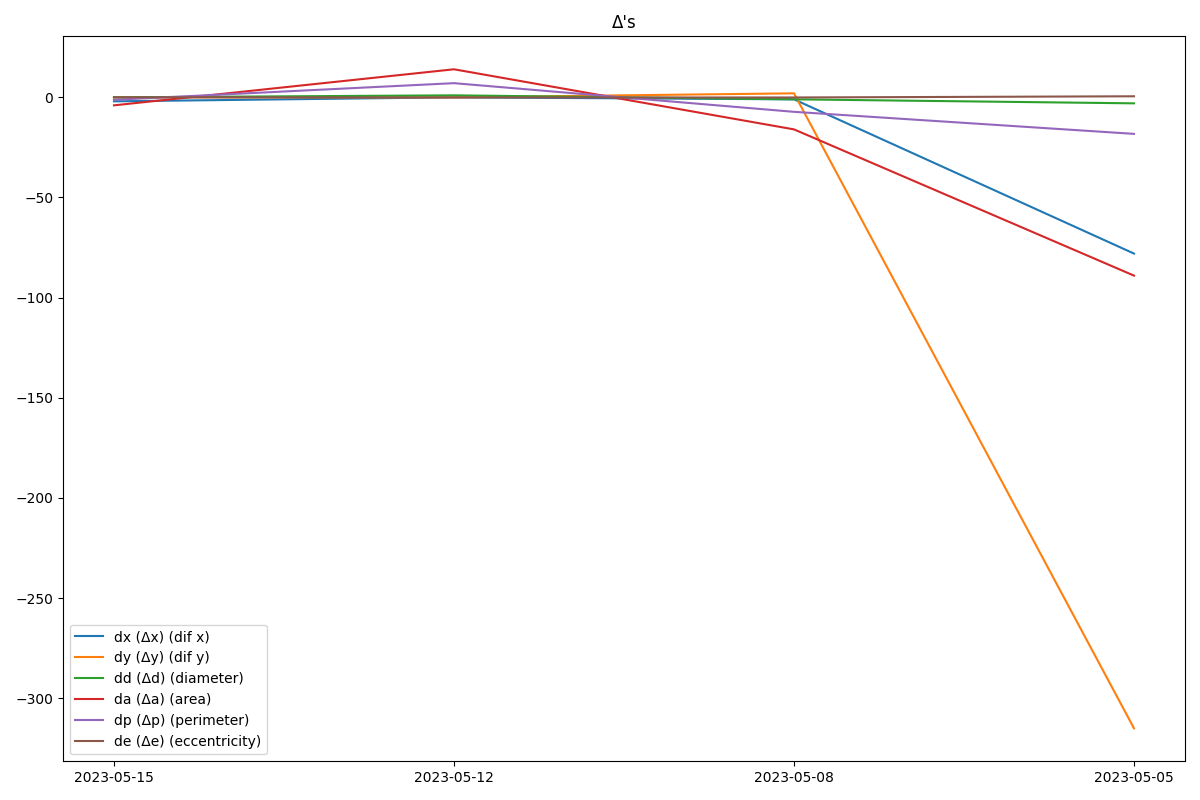 Δ's
0
−50
−100
−150
−200
−250
−300
dx (Δx) (dif x)
dy (Δy) (dif y)
dd (Δd) (diameter)
da (Δa) (area)
dp (Δp) (perimeter)
de (Δe) (eccentricity)
2023-05-15 2023-05-12 2023-05-08 2023-05-05